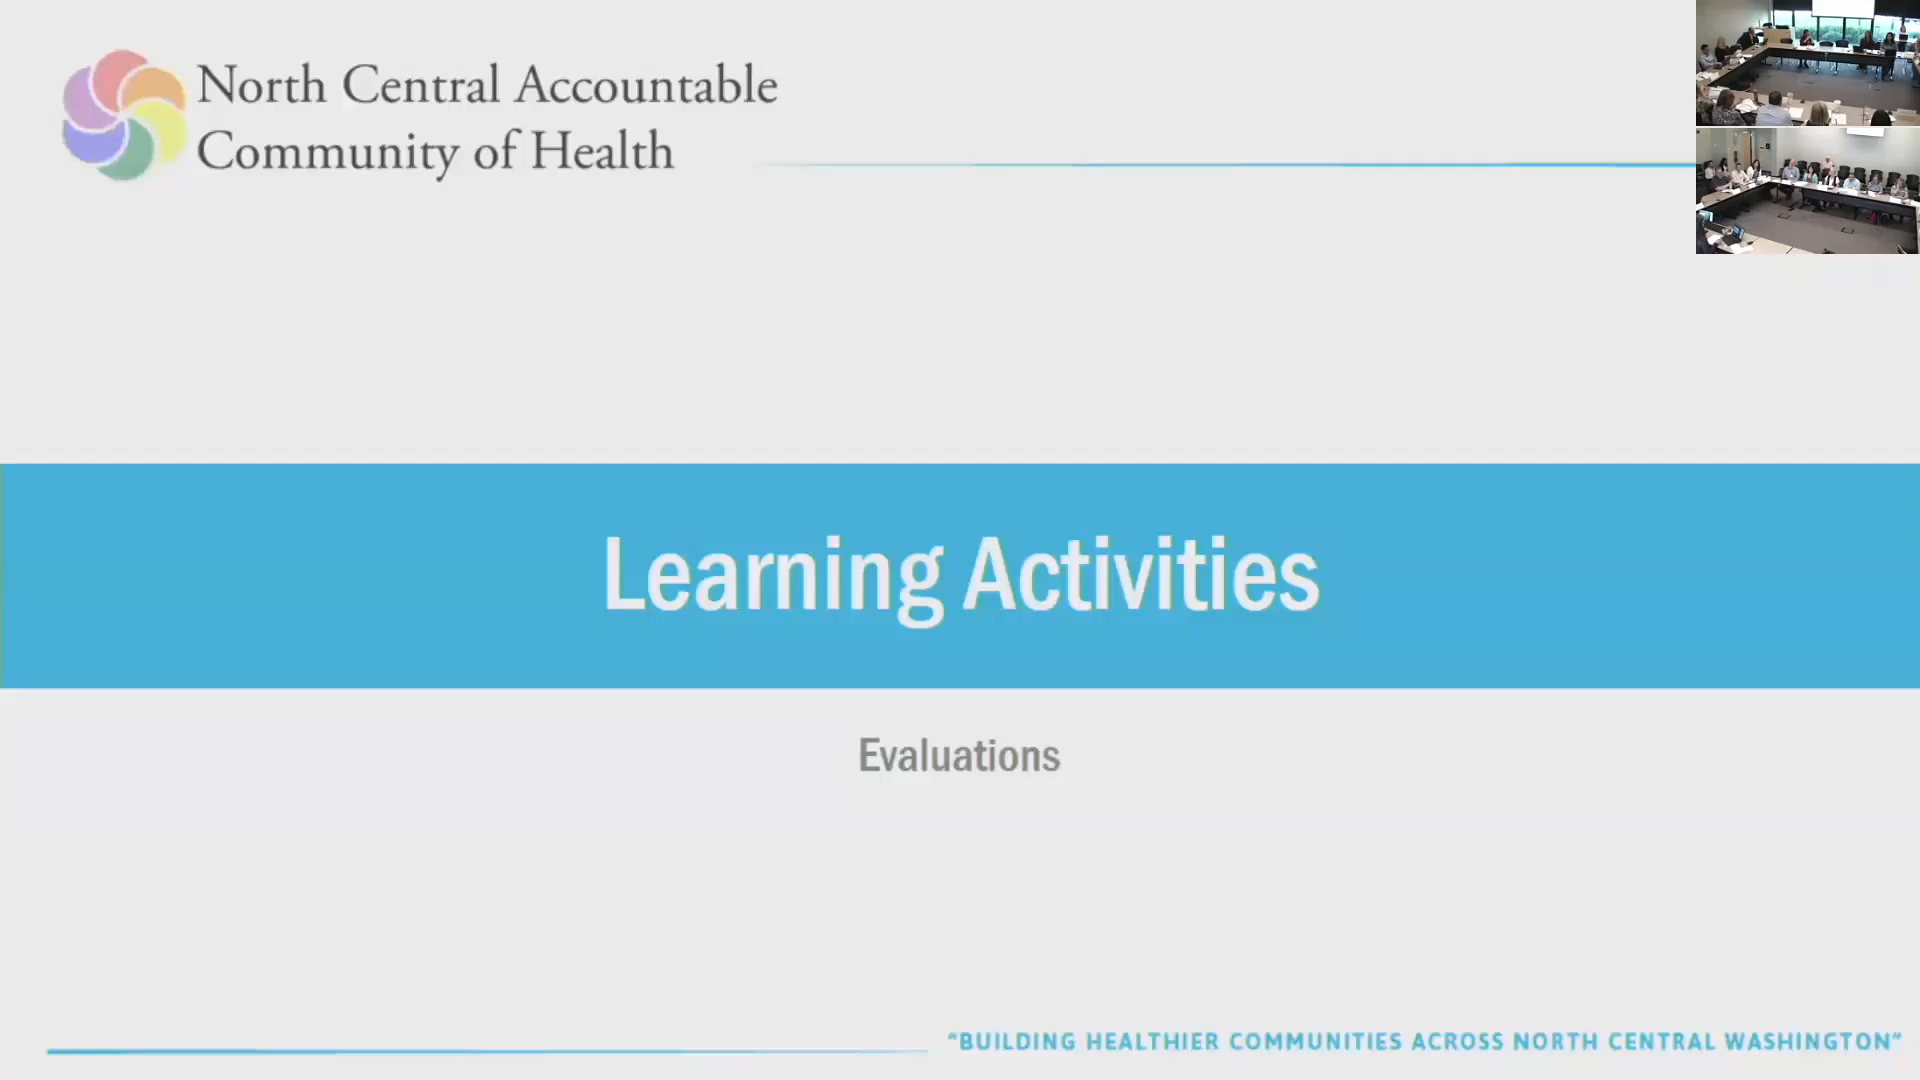 North Central Accountable
Community of Health
Learning Activities
Evaluations
“BUILDING HEALTHIER COMMUNITIES ACROSS NORTH CENTRAL WASHINGTON”